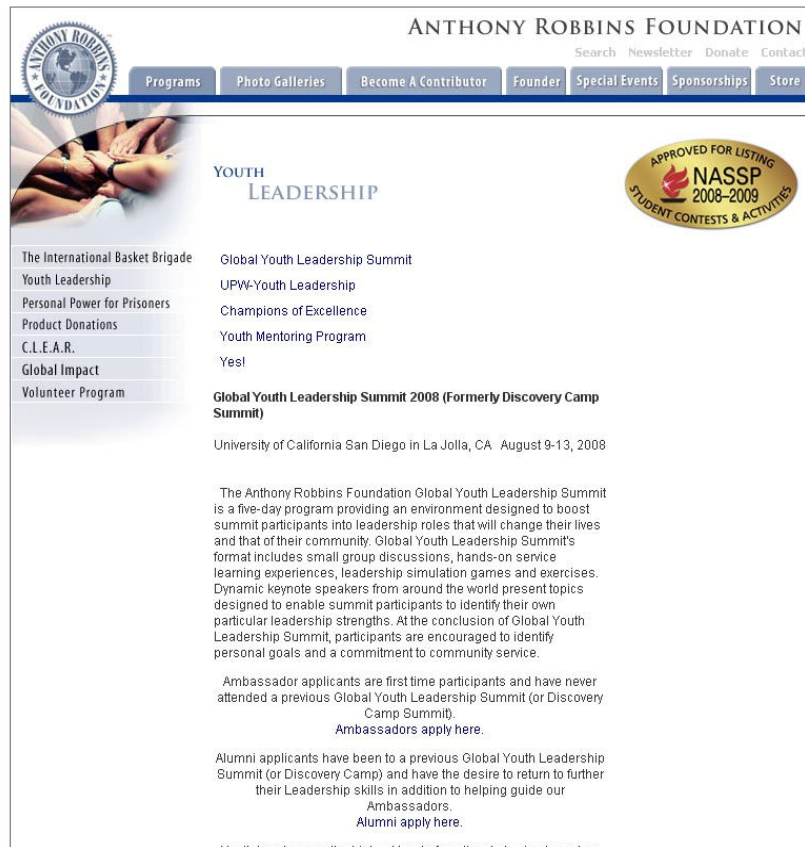 ANTHONY ROBBINS FOUNDATION
ANTHONY ROBBINS FOUNDATION
Search Newsletter Donate Contact
Programs Photo Galleries Become A Contributor Founder Special Events Sponsorships Store
YOUTH
LEADERSHIP
APPROVED FOR LISTING
NASSP
2008-2009
STUDENT CONTESTS & ACTIVITIES
The International Basket Brigade
Youth Leadership
Personal Power for Prisoners
Product Donations
C.L.E.A.R.
Global Impact
Volunteer Program
Global Youth Leadership Summit
UPW-Youth Leadership
Champions of Excellence
Youth Mentoring Program
Yes!
Global Youth Leadership Summit 2008 (Formerly Discovery Camp
Summit)
University of California San Diego in La Jolla, CA August 9-13, 2008
The Anthony Robbins Foundation Global Youth Leadership Summit
is a five-day program providing an environment designed to boost
summit participants into leadership roles that will change their lives
and that of their community. Global Youth Leadership Summit's
format includes small group discussions, hands-on service
learning experiences, leadership simulation games and exercises.
Dynamic keynote speakers from around the world present topics
designed to enable summit participants to identify their own
particular leadership strengths. At the conclusion of Global Youth
Leadership Summit, participants are encouraged to identify
personal goals and a commitment to community service.
Ambassador applicants are first time participants and have never
attended a previous Global Youth Leadership Summit (or Discovery
Camp Summit).
Ambassadors apply here.
Alumni applicants have been to a previous Global Youth Leadership
Summit (or Discovery Camp) and have the desire to return to further
their Leadership skills in addition to helping guide our
Ambassadors.
Alumni apply here.